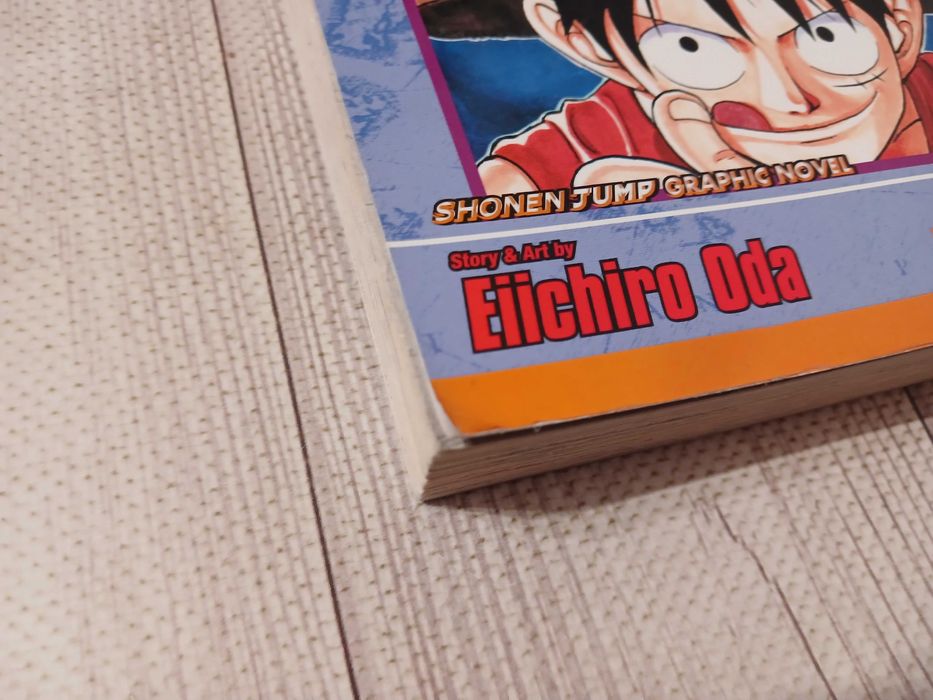 SHONEN JUMP GRAPHIC NOVEL
Story & Art by
Eiichiro Oda